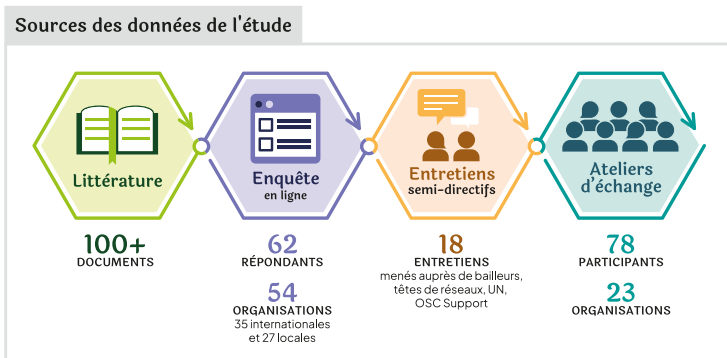 Sources des données de l'étude
Littérature
100+
DOCUMENTS
Enquête
en ligne
62
RÉPONDANTS
54
ORGANISATIONS
35 internationales
et 27 locales
Entretiens
semi-directifs
18
ENTRETIENS
menés auprès de bailleurs,
têtes de réseaux, UN,
OSC Support
Ateliers
d'échange
78
PARTICIPANTS
23
ORGANISATIONS